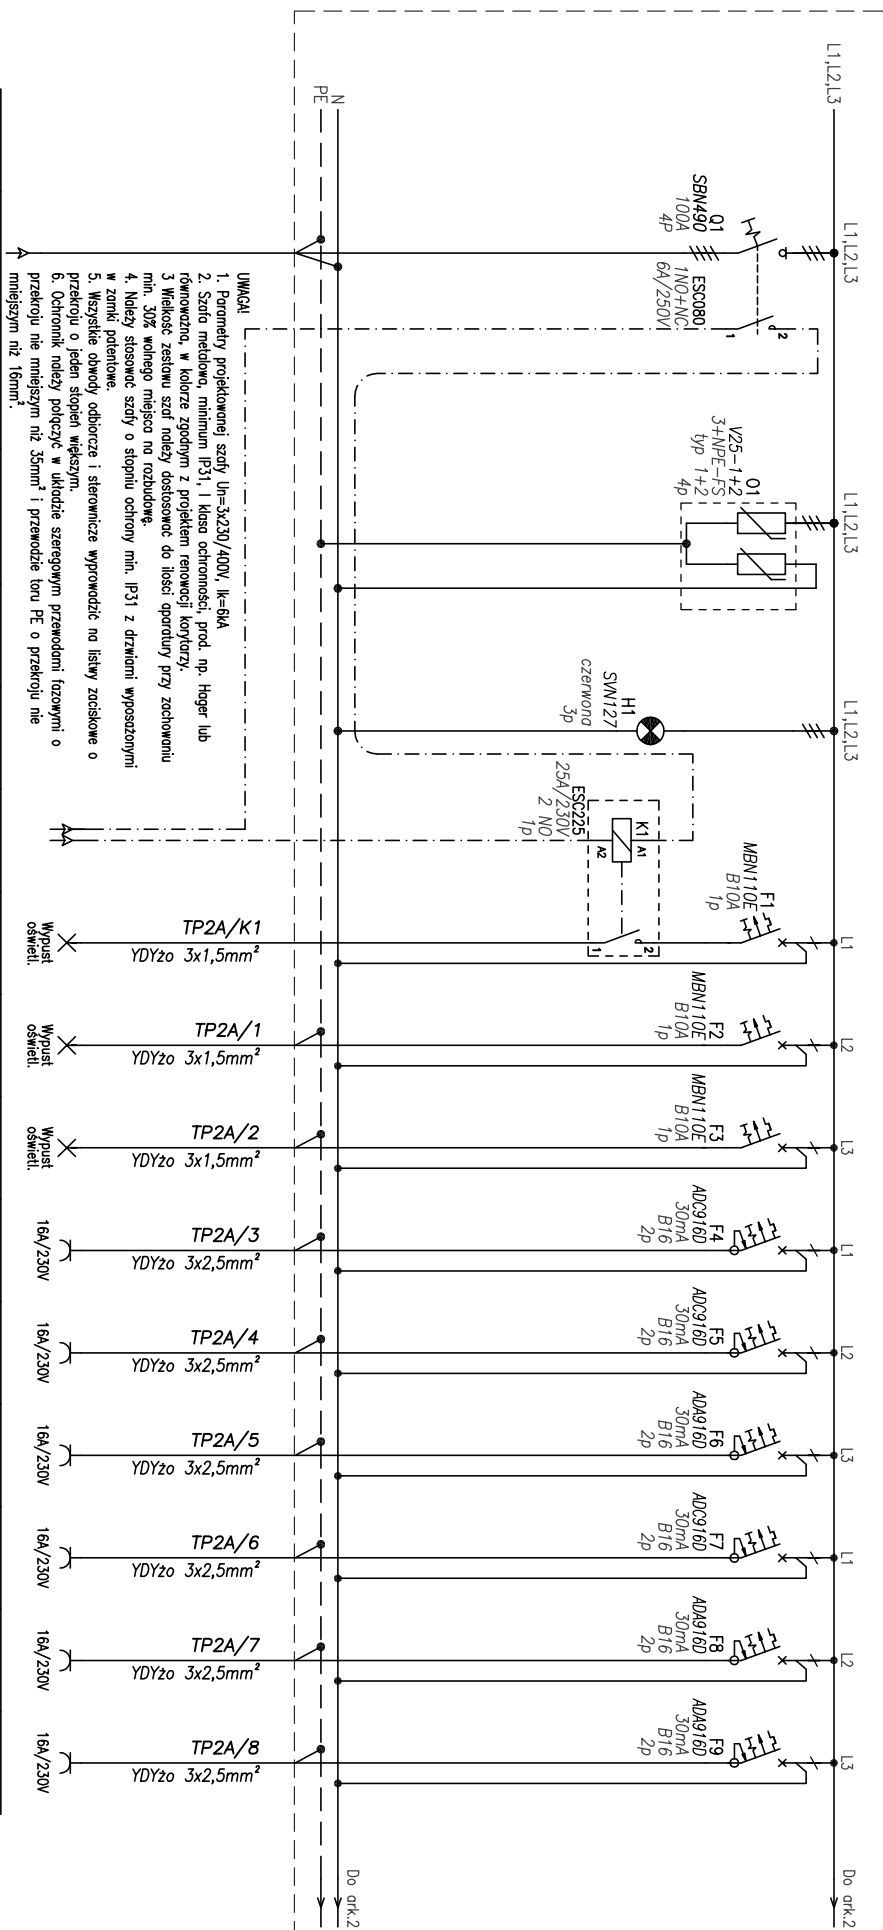 L1,L2,L3
N
PE
L1,L2,L3
Q1
SBN490
100A
4P
ESC080
1NO+NC
6A/250V
1
2
L1,L2,L3
O1
V25-1+2
3+NPE-FS
typ 1+2
4p
L1,L2,L3
H1
SVN127
czerwona
3p
K1
A1
A2
ESC225
25A/230V
2 NO
1p
1
2
L1
F1
MBN110E
B10A
1p
L2
F2
MBN110E
B10A
1p
L3
F3
MBN110E
B10A
1p
L1
F4
ADC916D
30mA
B16
2p
L2
F5
ADC916D
30mA
B16
2p
L3
F6
ADA916D
30mA
B16
2p
L1
F7
ADC916D
30mA
B16
2p
L2
F8
ADA916D
30mA
B16
2p
L3
F9
ADA916D
30mA
B16
2p
Do ark.2
Do ark.2
UWAGA!
1. Parametry projektowanej szafy Un=3x230/400V, Ik=6kA
2. Szafa metalowa, minimum IP31, I klasa ochronności, prod. np. Hager lub
równoważna, w kolorze zgodnym z projektem renowacji korytarzy.
3 Wielkość zestawu szaf należy dostosować do ilości aparatury przy zachowaniu
min. 30% wolnego miejsca na rozbudowę.
4. Należy stosować szafy o stopniu ochrony min. IP31 z drzwiami wyposażonymi
w zamki patentowe.
5. Wszystkie obwody odbiorcze i sterownicze wyprowadzić na listwy zaciskowe o
przekroju o jeden stopień większym.
6. Ochronnik należy połączyć w układzie szeregowym przewodami fazowymi o
przekroju nie mniejszym niż 35mm² i przewodzie toru PE o przekroju nie
mniejszym niż 16mm².
TP2A/K1
YDYżo 3x1,5mm²
Wypust
oświetl.
TP2A/1
YDYżo 3x1,5mm²
Wypust
oświetl.
TP2A/2
YDYżo 3x1,5mm²
Wypust
oświetl.
TP2A/3
YDYżo 3x2,5mm²
16A/230V
TP2A/4
YDYżo 3x2,5mm²
16A/230V
TP2A/5
YDYżo 3x2,5mm²
16A/230V
TP2A/6
YDYżo 3x2,5mm²
16A/230V
TP2A/7
YDYżo 3x2,5mm²
16A/230V
TP2A/8
YDYżo 3x2,5mm²
16A/230V